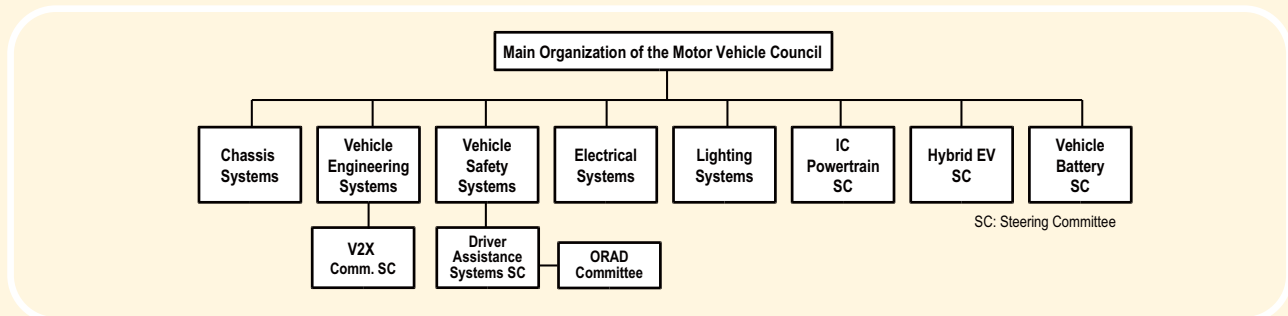 Main Organization of the Motor Vehicle Council
Chassis
Systems
Vehicle
Engineering
Systems
Vehicle
Safety
Systems
Electrical
Systems
Lighting
Systems
IC
Powertrain
SC
Hybrid EV
SC
Vehicle
Battery
SC
SC: Steering Committee
V2X
Comm. SC
Driver
Assistance
Systems SC
ORAD
Committee